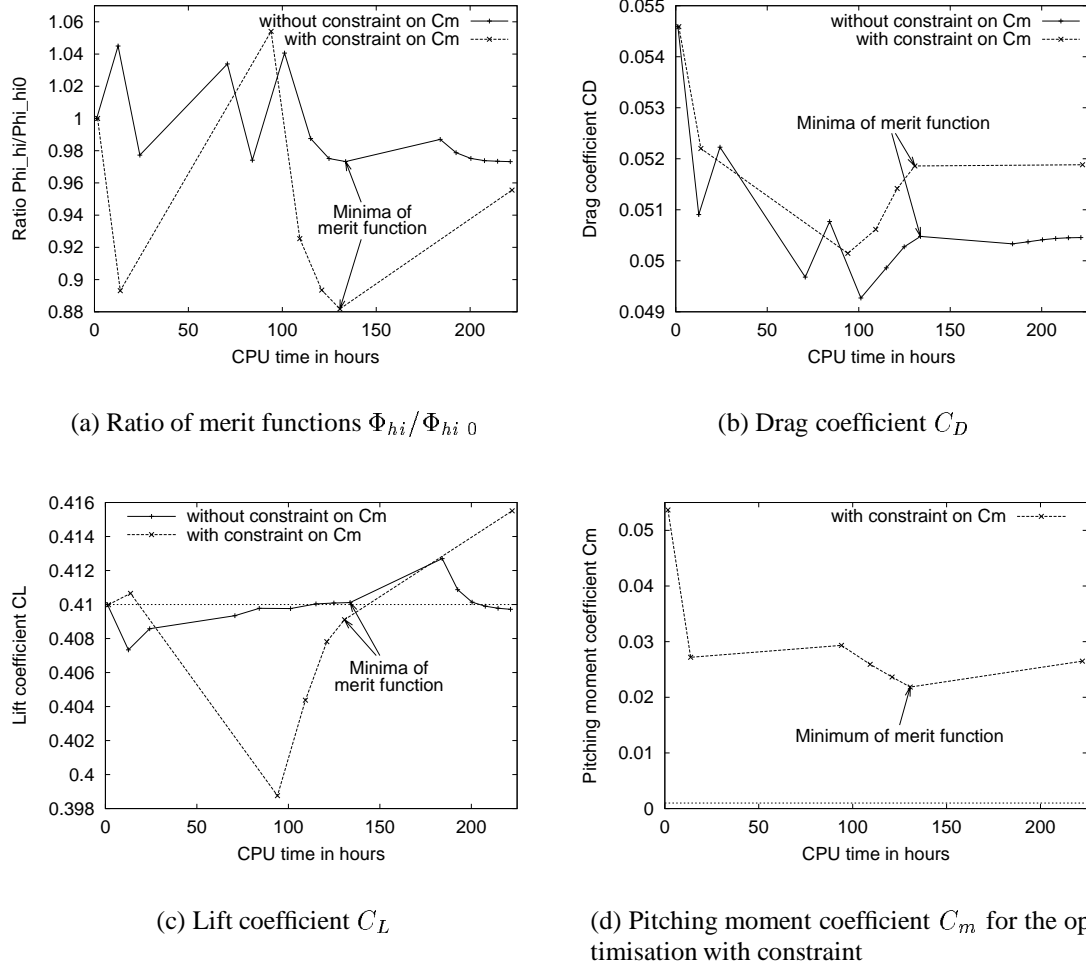 Ratio Phi_hi/Phi_hi0
1.06
1.04
1.02
1
0.98
0.96
0.94
0.92
0.9
0.88
without constraint on Cm
with constraint on Cm
Minima of
merit function
0 50 100 150 200
CPU time in hours
(a) Ratio of merit functions Φhi/Φhi 0
Drag coefficient CD
0.055
0.054
0.053
0.052
0.051
0.05
0.049
without constraint on Cm
with constraint on Cm
Minima of merit function
0 50 100 150 200
CPU time in hours
(b) Drag coefficient CD
Lift coefficient CL
0.416
0.414
0.412
0.41
0.408
0.406
0.404
0.402
0.4
0.398
without constraint on Cm
with constraint on Cm
Minima of
merit function
0 50 100 150 200
CPU time in hours
(c) Lift coefficient CL
Pitching moment coefficient Cm
0.05
0.04
0.03
0.02
0.01
0
with constraint on Cm
Minimum of merit function
0 50 100 150 200
CPU time in hours
(d) Pitching moment coefficient Cm for the op
timisation with constraint